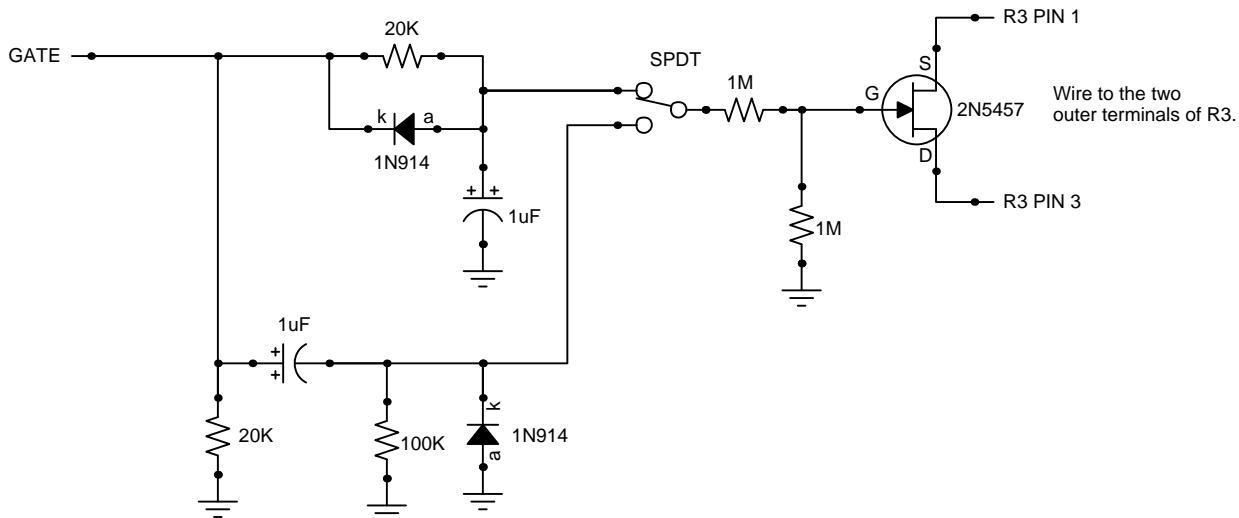 R3 PIN 1
20K
GATE
SPDT
S
1M
G
2N5457
Wire to the two
outer terminals of R3.
k
a
1N914
D
+ +
1uF
R3 PIN 3
1M
1uF
+
+
k
20K
100K
1N914
a